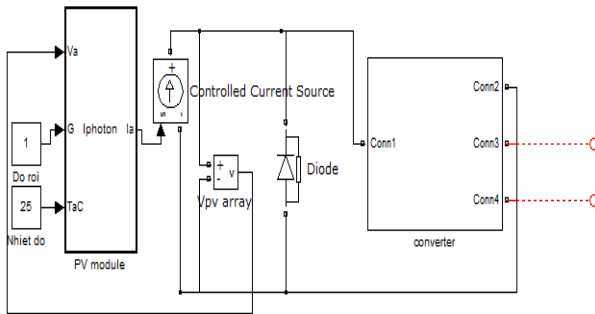 Va
G
Iphoton
Ia
TaC
PV module
1
Do roi
25
Nhiet do
+
s
-
Controlled Current Source
+
-
v
Vpv array
Diode
Conn1
Conn2
Conn3
Conn4
converter